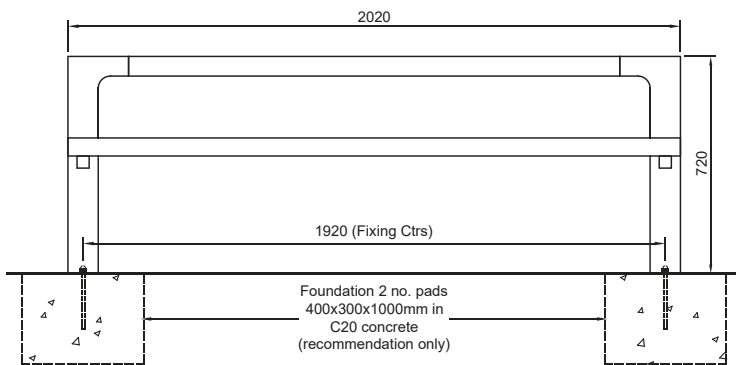 2020
720
1920 (Fixing Ctrs)
Foundation 2 no. pads
400x300x1000mm in
C20 concrete
(recommendation only)